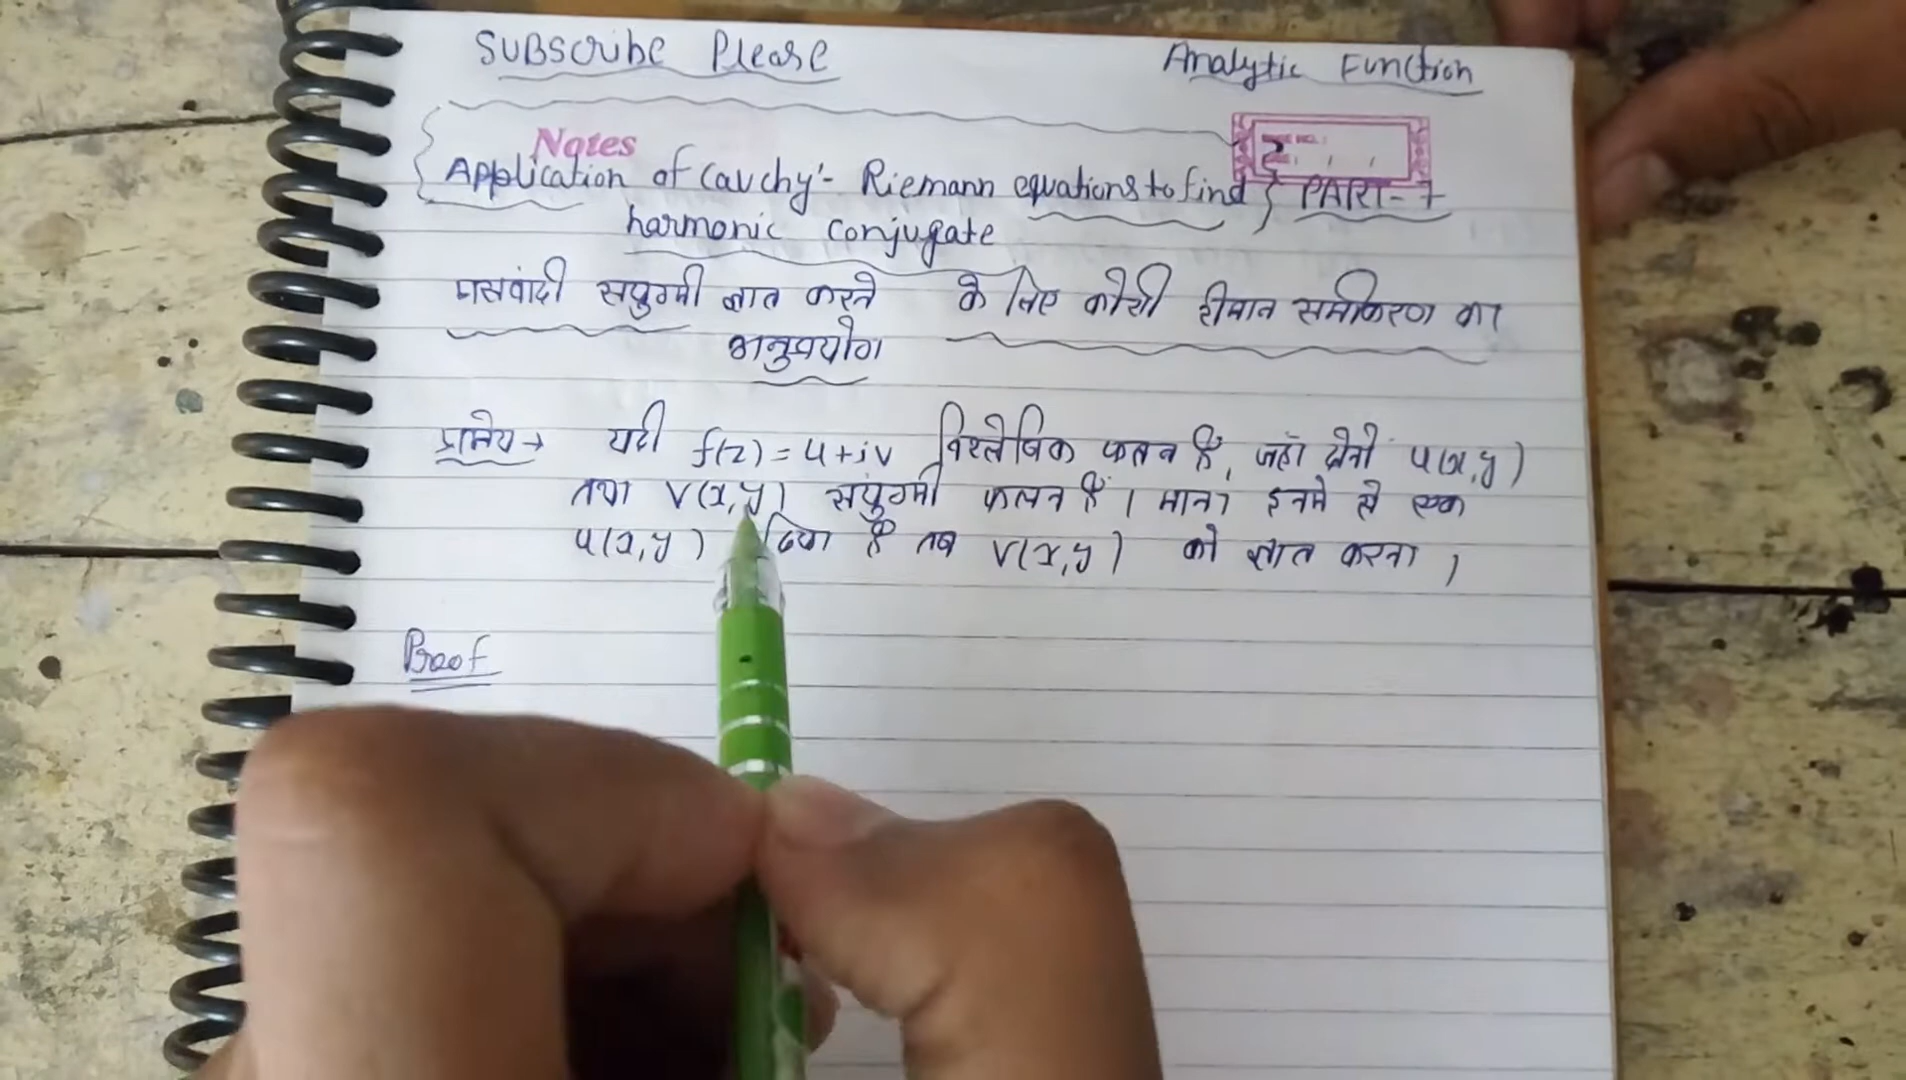 SUBScribe Please
Analytic Function
Notes
Application of Cauchy'- Riemann equations to find
PART-7
harmonic conjugate
प्रसंवादी सयुग्मी ज्ञात करने के लिए कोशी रीमान समीकरण का
अनुप्रयोग
प्रमेय → यदी f(z) = u+iv विश्लेषिक फलन है, जहाँ दोनो u(x,y)
तथा v(x,y) संयुग्मी फलन है। माना इनमे से एक
u(x,y) दिया है तब v(x,y) को ज्ञात करना।
Proof